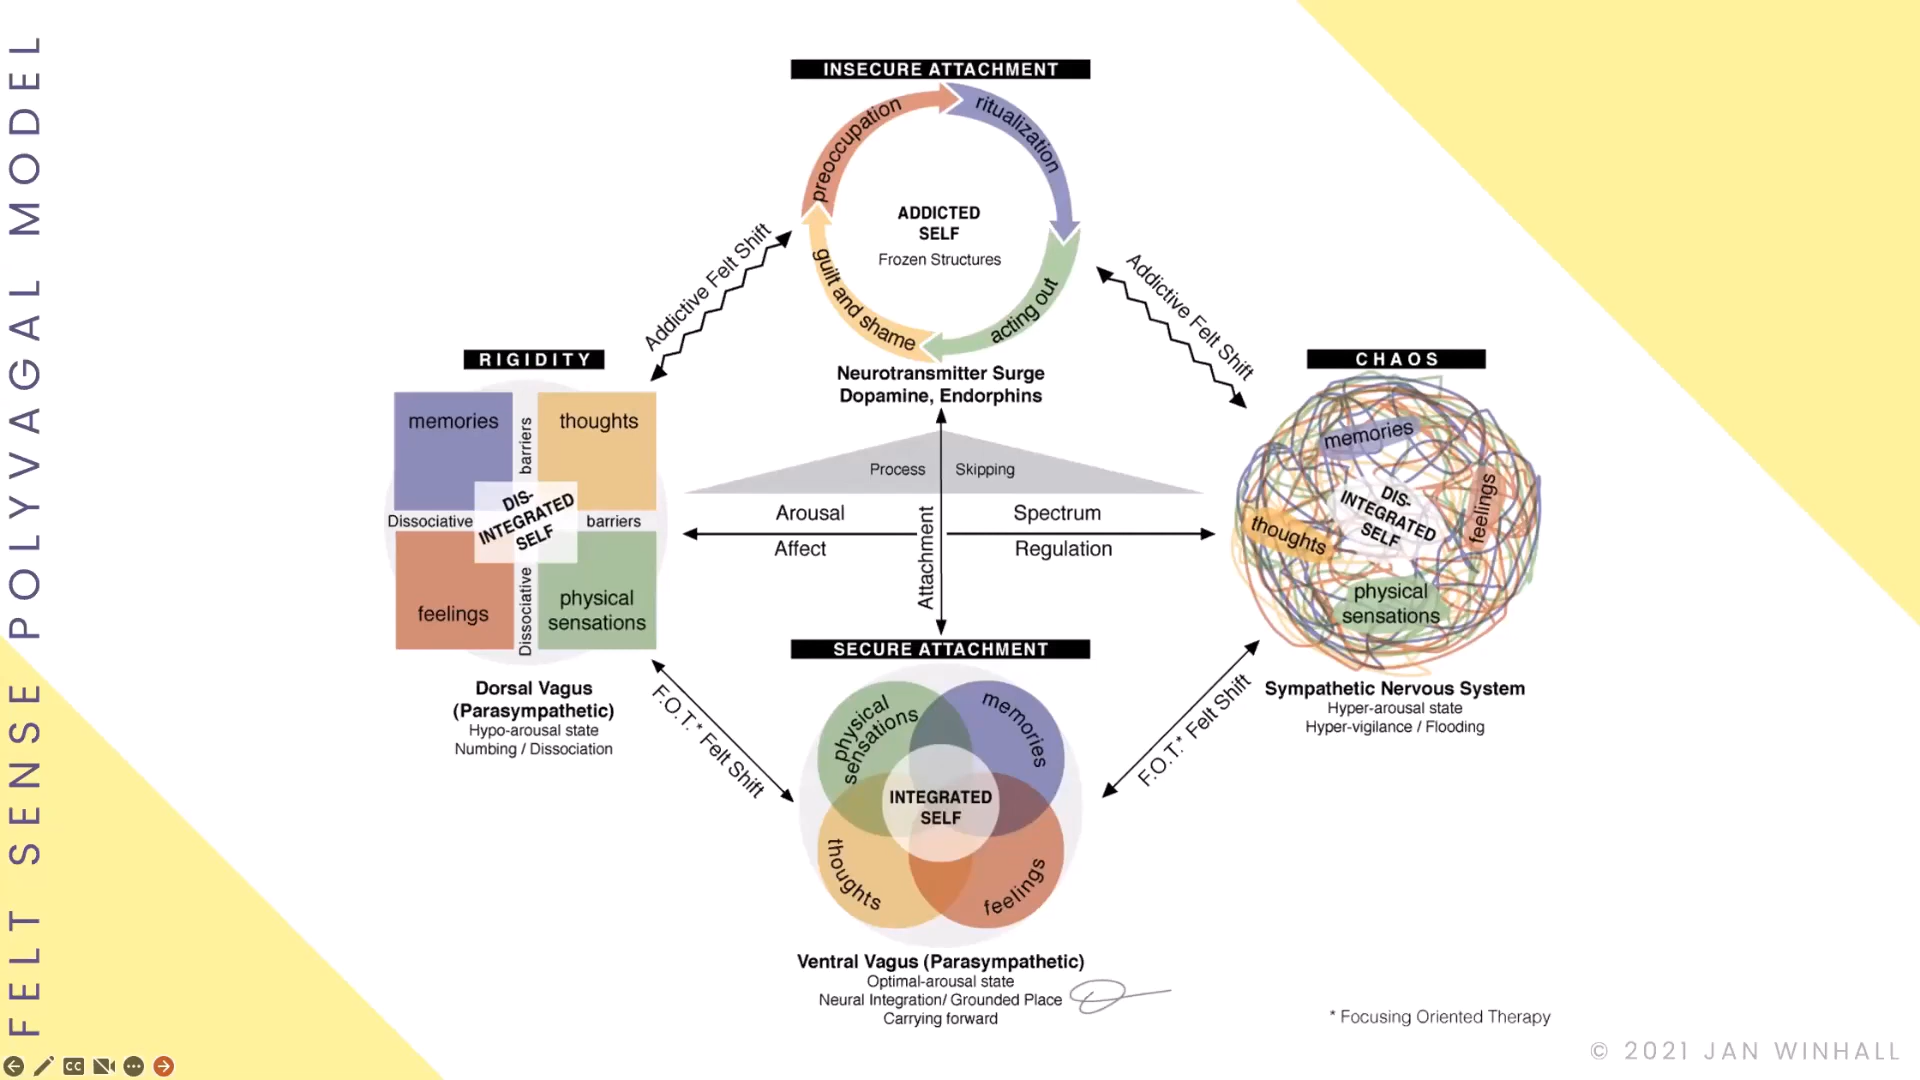 FELT SENSE POLYVAGAL MODEL
INSECURE ATTACHMENT
preoccupation
ritualization
acting out
guilt and shame
ADDICTED
SELF
Frozen Structures
Neurotransmitter Surge
Dopamine, Endorphins
Addictive Felt Shift
Addictive Felt Shift
RIGIDITY
memories
thoughts
feelings
physical
sensations
barriers
Dissociative
barriers
Dissociative
DIS-
INTEGRATED
SELF
Dorsal Vagus
(Parasympathetic)
Hypo-arousal state
Numbing / Dissociation
Process Skipping
Arousal Spectrum
Affect Regulation
Attachment
CHAOS
memories
feelings
thoughts
physical
sensations
DIS-
INTEGRATED
SELF
Sympathetic Nervous System
Hyper-arousal state
Hyper-vigilance / Flooding
F.O.T.* Felt Shift
F.O.T.* Felt Shift
SECURE ATTACHMENT
physical
sensations
memories
thoughts
feelings
INTEGRATED
SELF
Ventral Vagus (Parasympathetic)
Optimal-arousal state
Neural Integration/ Grounded Place
Carrying forward
* Focusing Oriented Therapy
© 2021 JAN WINHALL
CC